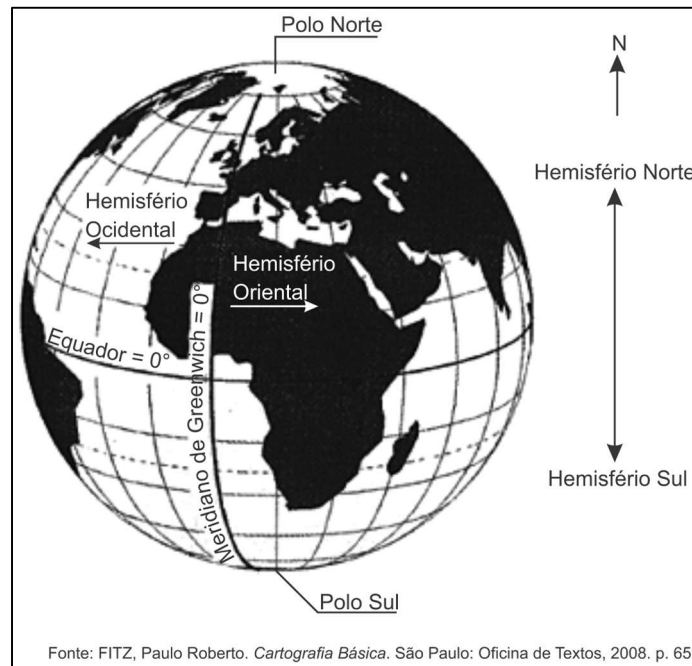 Polo Norte
N
Hemisfério Norte
Hemisfério
Ocidental
Hemisfério
Oriental
Equador = 0°
Meridiano de Greenwich = 0°
Hemisfério Sul
Polo Sul
Fonte: FITZ, Paulo Roberto. Cartografia Básica. São Paulo: Oficina de Textos, 2008. p. 65